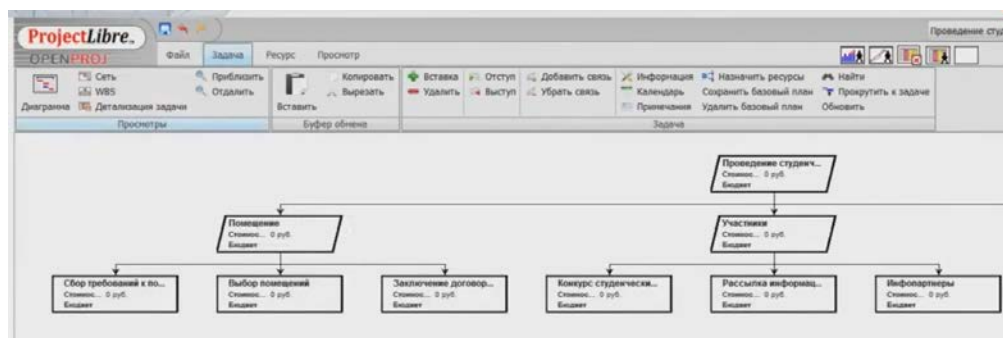 Проведение студ
ProjectLibre
OPENPROJ
Файл Задача Ресурс Просмотр
Сеть Приблизить Копировать Вставка Отступ Добавить связь Информация Назначить ресурсы Найти
WBS Отдалить Вырезать Удалить Выступ Убрать связь Календарь Сохранить базовый план Прокрутить к задаче
Диаграмма Детализация задачи Вставить Примечания Удалить базовый план Обновить
Просмотры Буфер обмена Задача
Проведение студенч...
Стоимос... 0 руб.
Бюджет
Помещение
Стоимос... 0 руб.
Бюджет
Участники
Стоимос... 0 руб.
Бюджет
Сбор требований к по...
Стоимос... 0 руб.
Бюджет
Выбор помещений
Стоимос... 0 руб.
Бюджет
Заключение договор...
Стоимос... 0 руб.
Бюджет
Конкурс студенчески...
Стоимос... 0 руб.
Бюджет
Рассылка информац...
Стоимос... 0 руб.
Бюджет
Инфопартнеры
Стоимос... 0 руб.
Бюджет